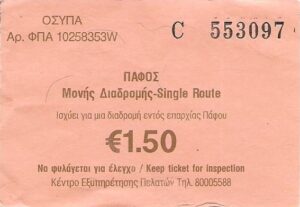 ΟΣΥΠΑ
Αρ. ΦΠΑ 10258353W
C 553097
ΠΑΦΟΣ
Μονής Διαδρομής-Single Route
Ισχύει για μια διαδρομή εντός επαρχίας Πάφου
€1.50
Να φυλάγεται για έλεγχο / Keep ticket for inspection
Κέντρο Εξυπηρέτησης Πελατών Τηλ. 80005588